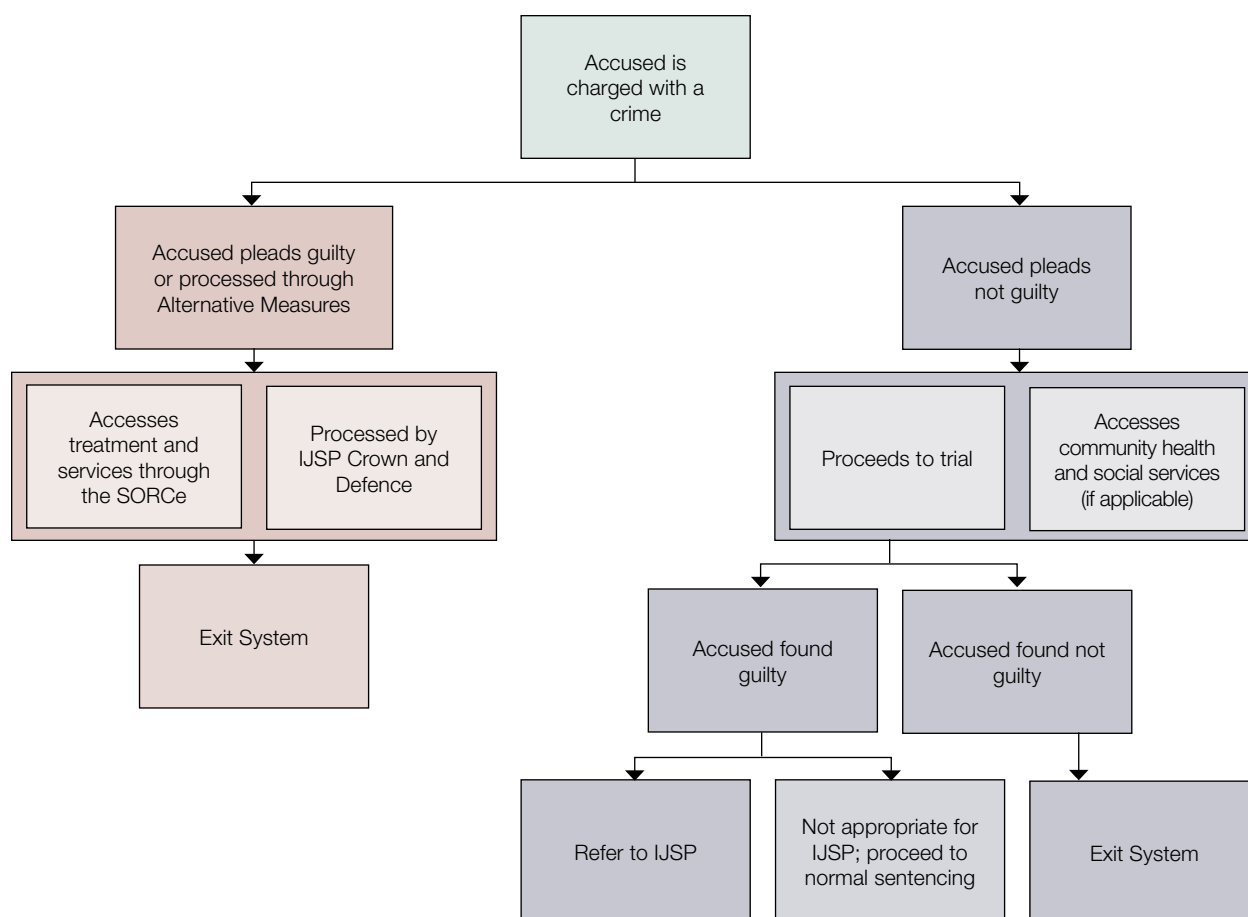 Accused is
charged with a
crime
Accused pleads guilty
or processed through
Alternative Measures
Accused pleads
not guilty
Accesses
treatment and
services through
the SORCe
Processed by
IJSP Crown and
Defence
Proceeds to trial
Accesses
community health
and social services
(if applicable)
Exit System
Accused found
guilty
Accused found not
guilty
Refer to IJSP
Not appropriate for
IJSP; proceed to
normal sentencing
Exit System